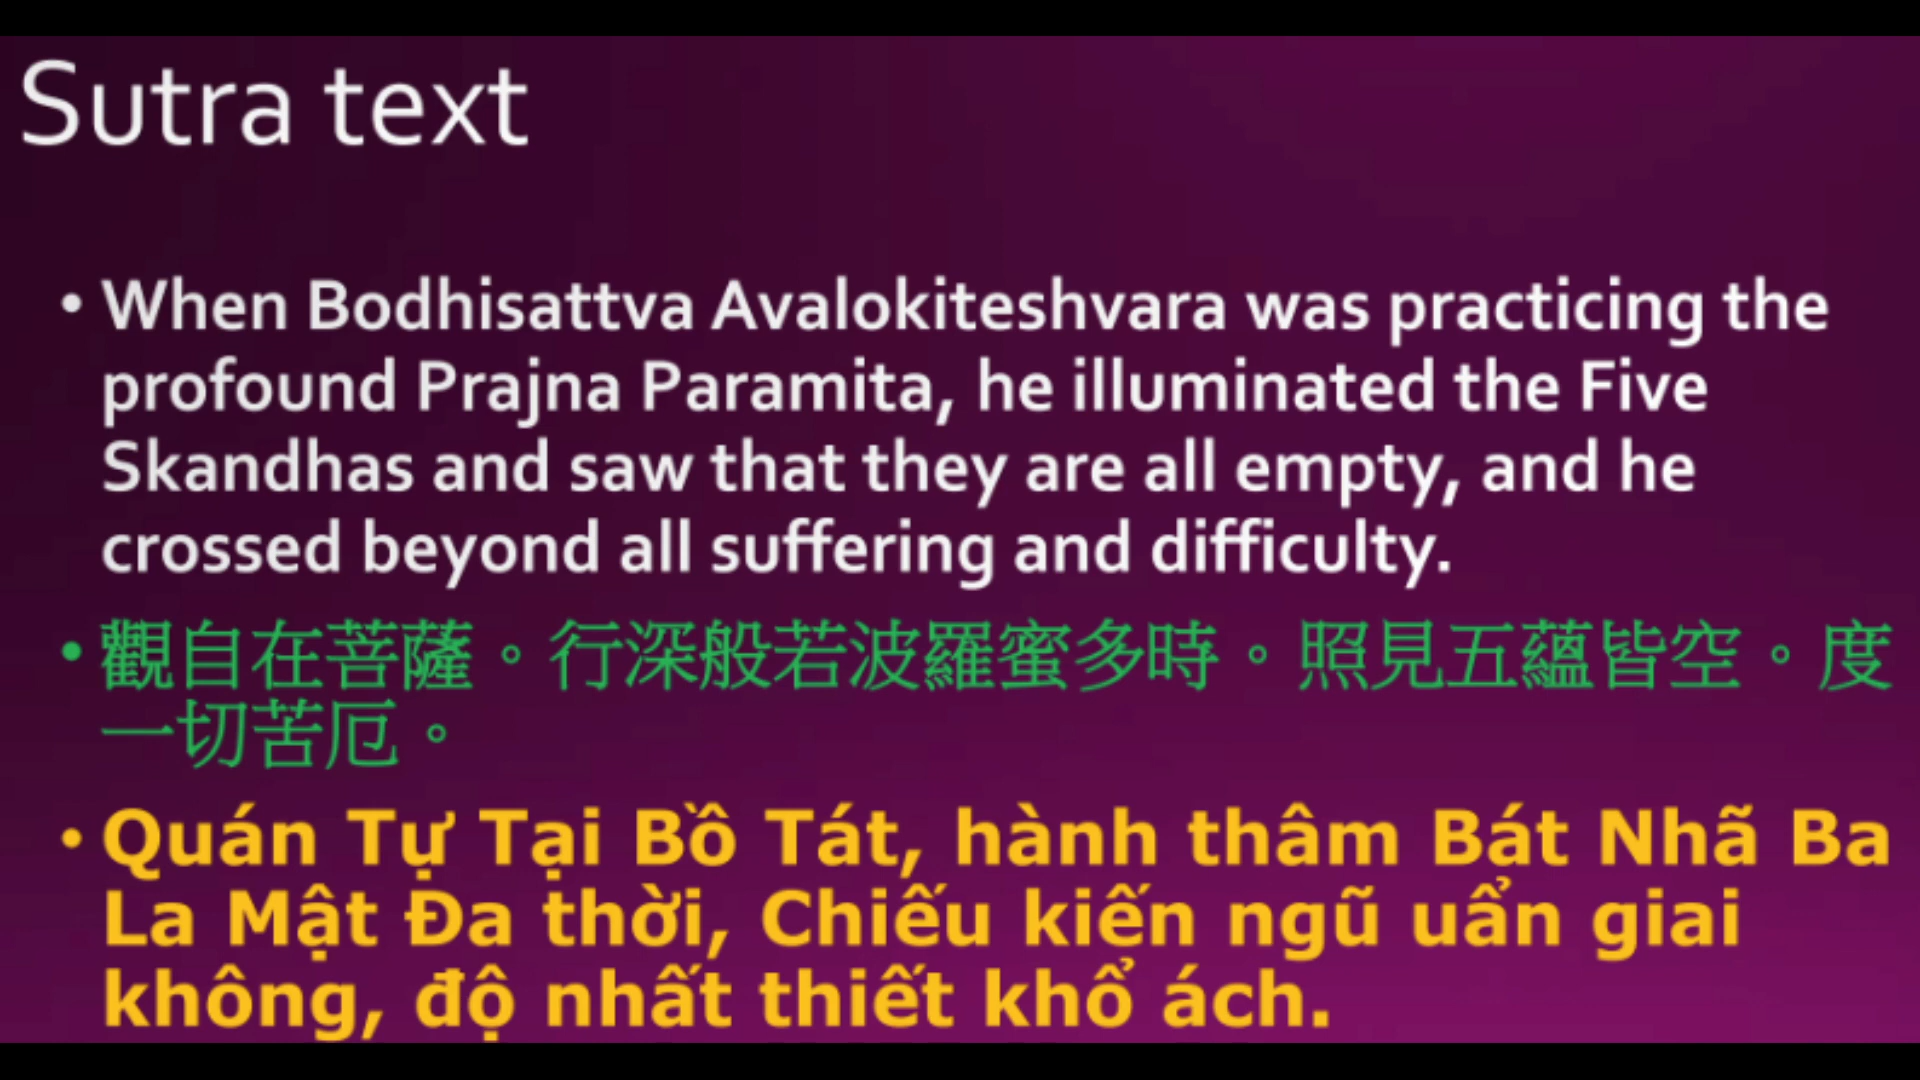 Sutra text
• When Bodhisattva Avalokiteshvara was practicing the
profound Prajna Paramita, he illuminated the Five
Skandhas and saw that they are all empty, and he
crossed beyond all suffering and difficulty.
• 觀自在菩薩。行深般若波羅蜜多時。照見五蘊皆空。度
一切苦厄。
• Quán Tự Tại Bồ Tát, hành thâm Bát Nhã Ba
La Mật Đa thời, Chiếu kiến ngũ uẩn giai
không, độ nhất thiết khổ ách.